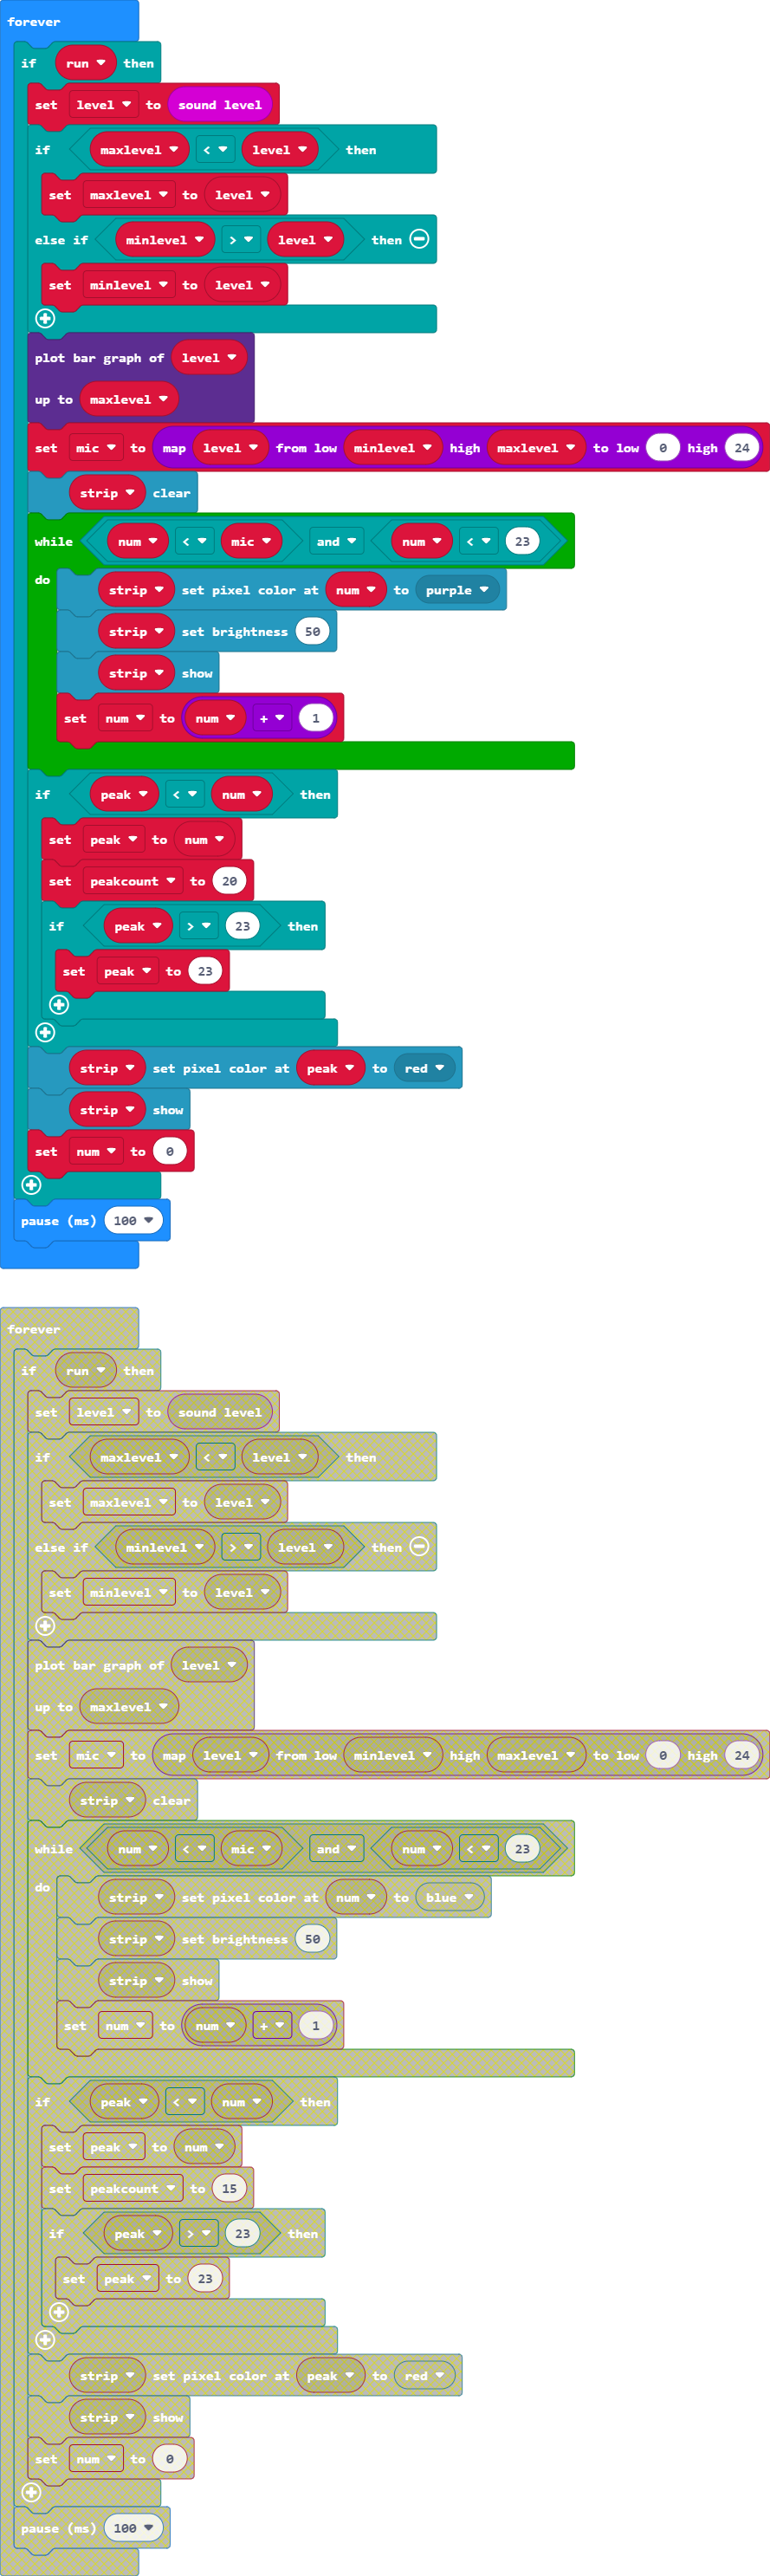 forever
if run then
set level to sound level
if maxlevel < level then
set maxlevel to level
else if minlevel > level then
set minlevel to level
plot bar graph of level
up to maxlevel
set mic to map level from low minlevel high maxlevel to low 0 high 24
strip clear
while num < mic and num < 23
do strip set pixel color at num to purple
strip set brightness 50
strip show
set num to num + 1
if peak < num then
set peak to num
set peakcount to 20
if peak > 23 then
set peak to 23
strip set pixel color at peak to red
strip show
set num to 0
pause (ms) 100
forever
if run then
set level to sound level
if maxlevel < level then
set maxlevel to level
else if minlevel > level then
set minlevel to level
plot bar graph of level
up to maxlevel
set mic to map level from low minlevel high maxlevel to low 0 high 24
strip clear
while num < mic and num < 23
do strip set pixel color at num to blue
strip set brightness 50
strip show
set num to num + 1
if peak < num then
set peak to num
set peakcount to 15
if peak > 23 then
set peak to 23
strip set pixel color at peak to red
strip show
set num to 0
pause (ms) 100